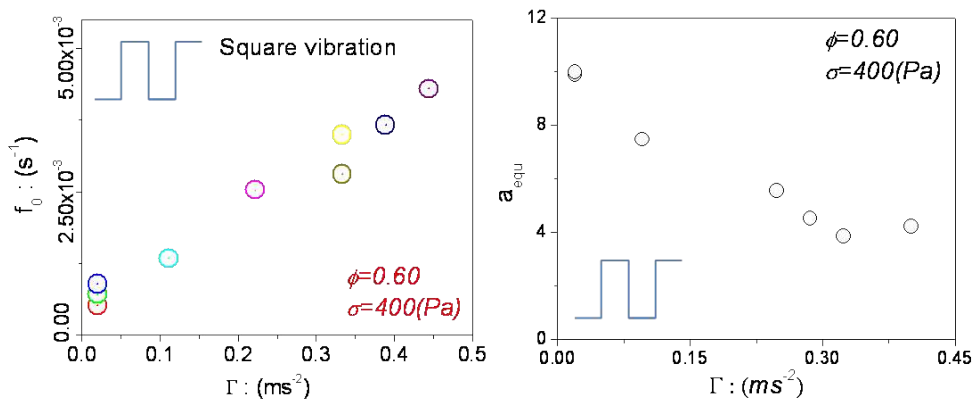 Square vibration
5.00x10⁻³
2.50x10⁻³
0.00
f₀ : (s⁻¹)
ϕ=0.60
σ=400(Pa)
0.0 0.1 0.2 0.3 0.4 0.5
Γ : (ms⁻²)
12
8
4
0
a_equ
ϕ=0.60
σ=400(Pa)
0.15 0.30 0.45
Γ : (ms⁻²)